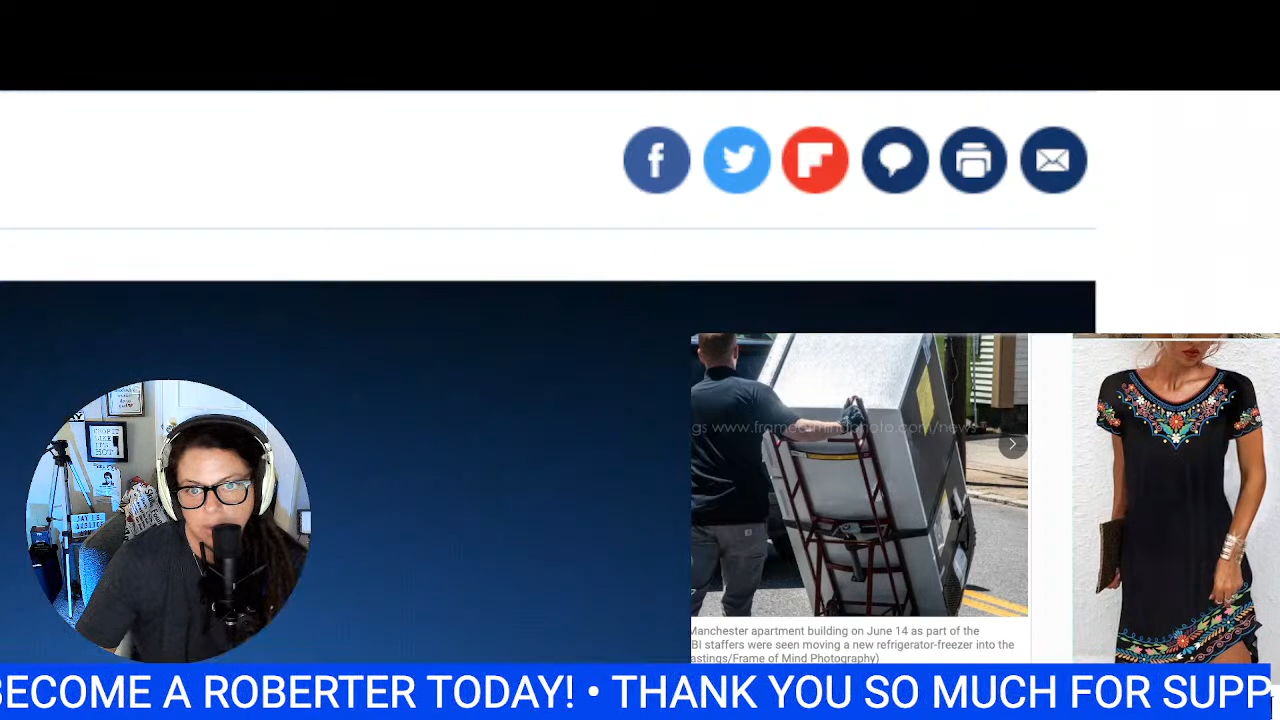 gs www.frameofmindphoto.com/news
Manchester apartment building on June 14 as part of the
BI staffers were seen moving a new refrigerator-freezer into the
astings/Frame of Mind Photography)
BECOME A ROBERTER TODAY! • THANK YOU SO MUCH FOR SUPP